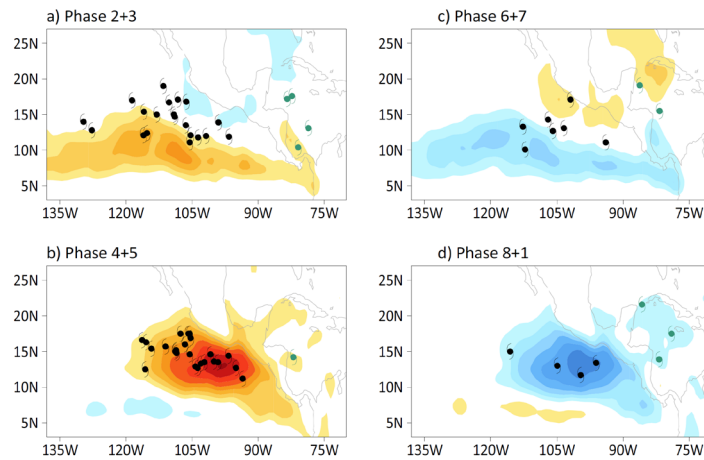 a) Phase 2+3
25N
20N
15N
10N
5N
135W 120W 105W 90W 75W
c) Phase 6+7
25N
20N
15N
10N
5N
135W 120W 105W 90W 75W
b) Phase 4+5
25N
20N
15N
10N
5N
135W 120W 105W 90W 75W
d) Phase 8+1
25N
20N
15N
10N
5N
135W 120W 105W 90W 75W